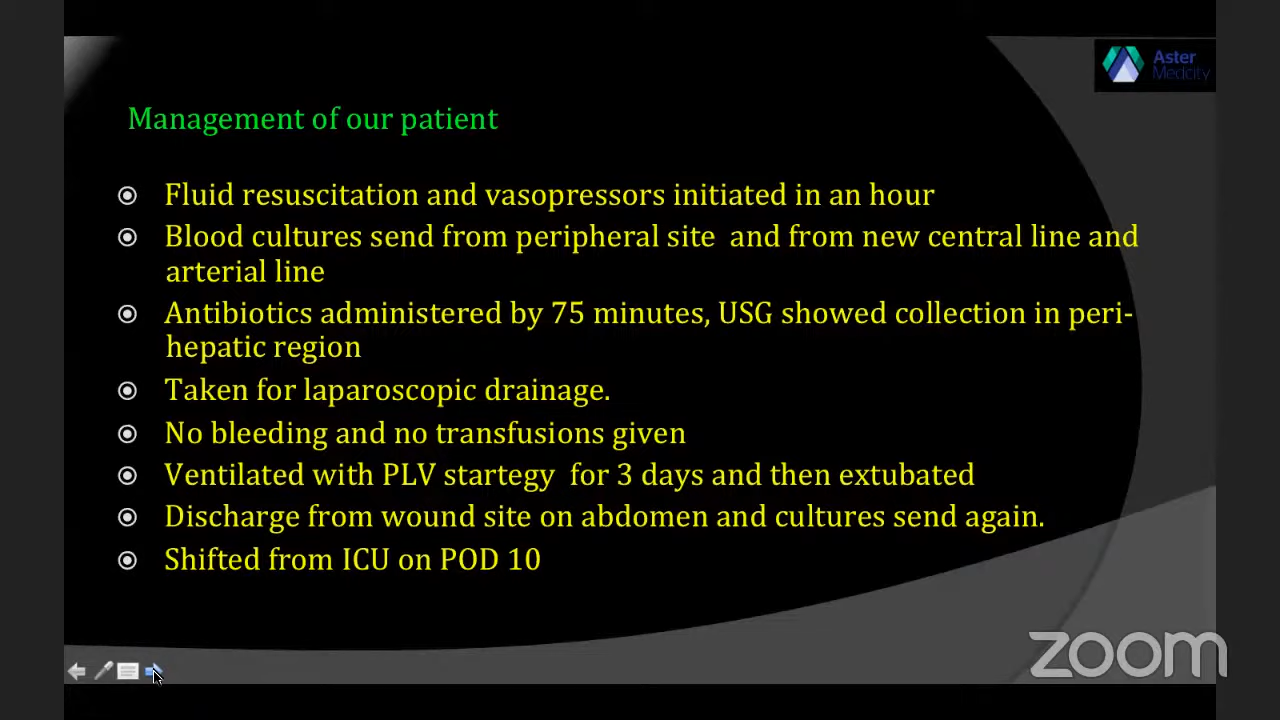 Aster
Medcity
Management of our patient
Fluid resuscitation and vasopressors initiated in an hour
Blood cultures send from peripheral site and from new central line and
arterial line
Antibiotics administered by 75 minutes, USG showed collection in peri-
hepatic region
Taken for laparoscopic drainage.
No bleeding and no transfusions given
Ventilated with PLV startegy for 3 days and then extubated
Discharge from wound site on abdomen and cultures send again.
Shifted from ICU on POD 10
zoom